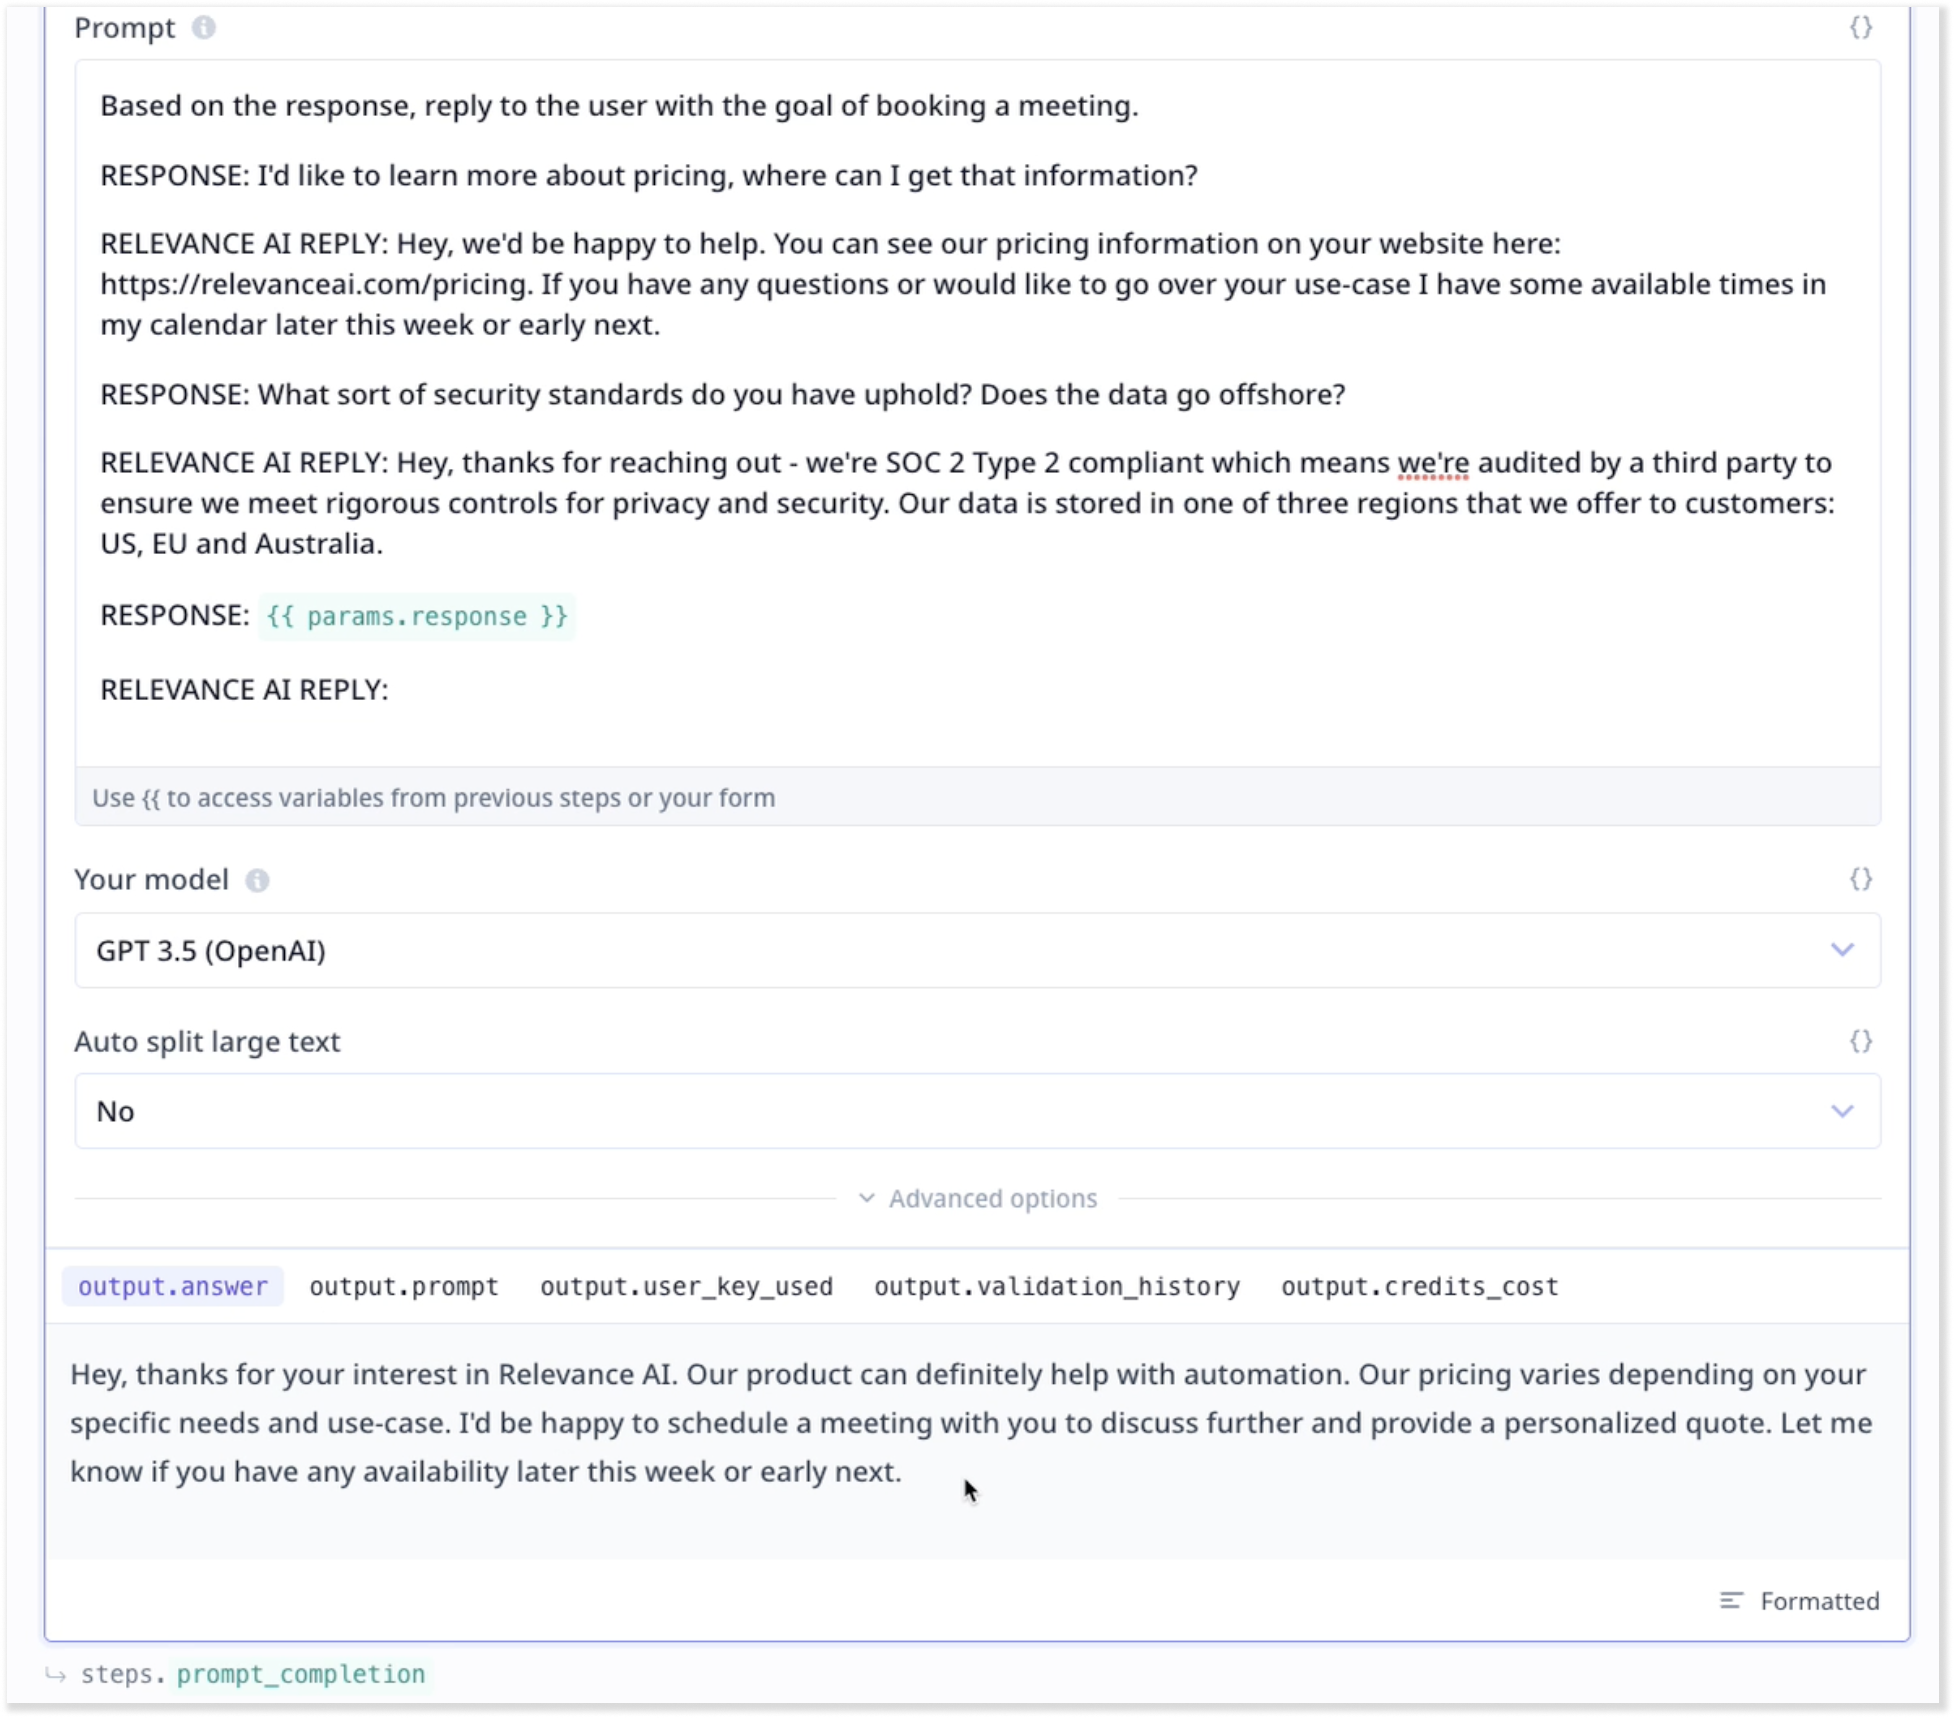 Prompt
{}
Based on the response, reply to the user with the goal of booking a meeting.
RESPONSE: I'd like to learn more about pricing, where can I get that information?
RELEVANCE AI REPLY: Hey, we'd be happy to help. You can see our pricing information on your website here:
https://relevanceai.com/pricing. If you have any questions or would like to go over your use-case I have some available times in
my calendar later this week or early next.
RESPONSE: What sort of security standards do you have uphold? Does the data go offshore?
RELEVANCE AI REPLY: Hey, thanks for reaching out - we're SOC 2 Type 2 compliant which means we're audited by a third party to
ensure we meet rigorous controls for privacy and security. Our data is stored in one of three regions that we offer to customers:
US, EU and Australia.
RESPONSE: {{ params.response }}
RELEVANCE AI REPLY:
Use {{ to access variables from previous steps or your form
Your model
{}
GPT 3.5 (OpenAI)
Auto split large text
{}
No
Advanced options
output.answer output.prompt output.user_key_used output.validation_history output.credits_cost
Hey, thanks for your interest in Relevance AI. Our product can definitely help with automation. Our pricing varies depending on your
specific needs and use-case. I'd be happy to schedule a meeting with you to discuss further and provide a personalized quote. Let me
know if you have any availability later this week or early next.
Formatted
steps. prompt_completion